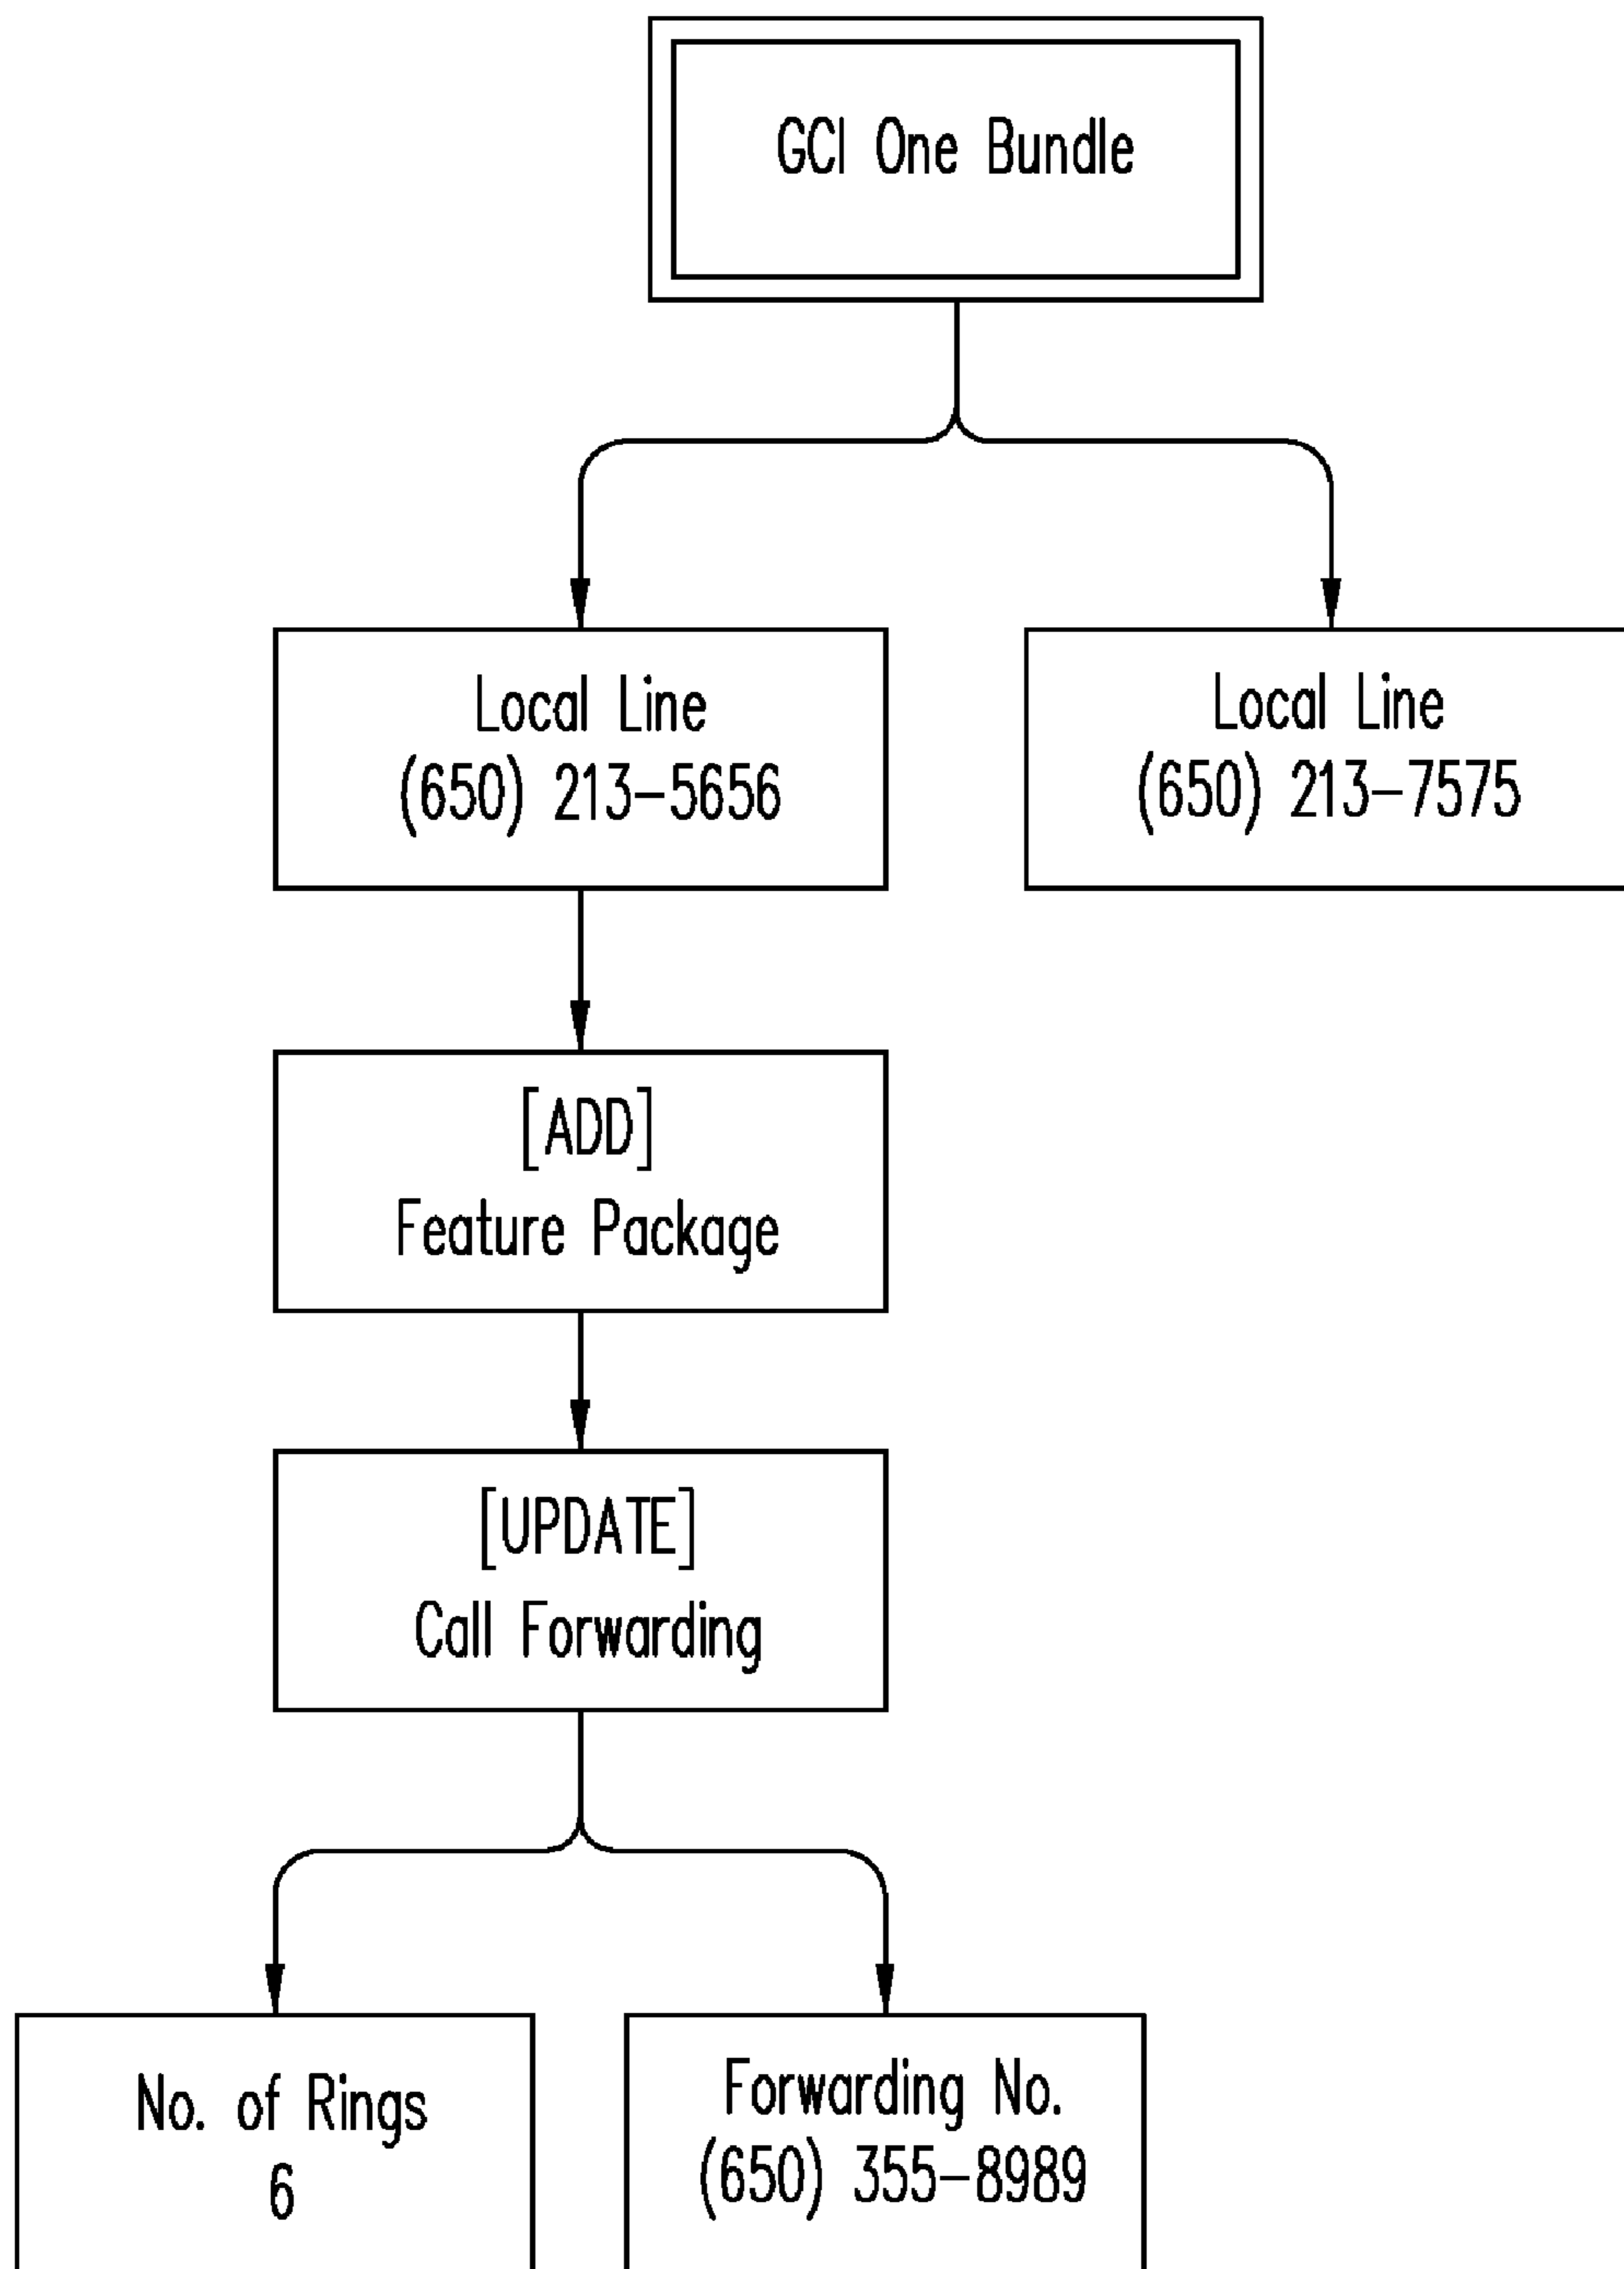 GCI One Bundle
Local Line
(650) 213-5656
Local Line
(650) 213-7575
[ADD]
Feature Package
[UPDATE]
Call Forwarding
No. of Rings
6
Forwarding No.
(650) 355-8989